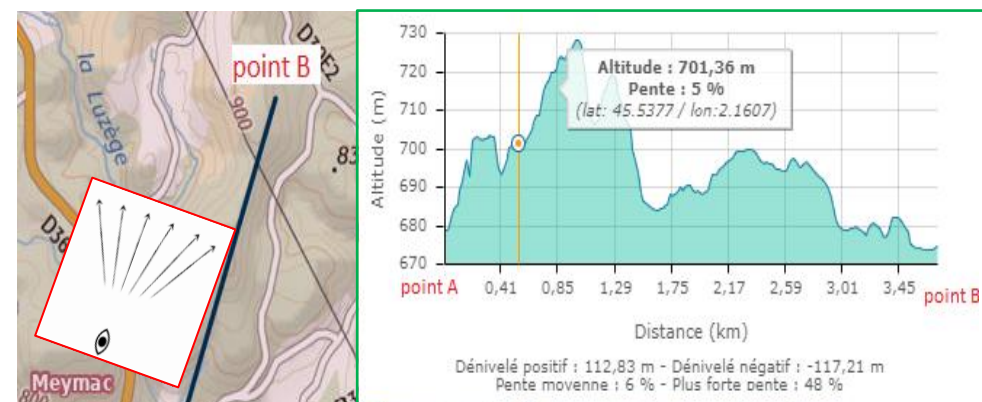 D30E2
point B
la Luzège
900
83
D36
Meymac
800
730
720
710
700
690
680
670
Altitude (m)
Altitude : 701,36 m
Pente : 5 %
(lat: 45.5377 / lon:2.1607)
point A
0,41
0,85
1,29
1,75
2,17
2,59
3,01
3,45
point B
Distance (km)
Dénivelé positif : 112,83 m - Dénivelé négatif : -117,21 m
Pente moyenne : 6 % - Plus forte pente : 48 %